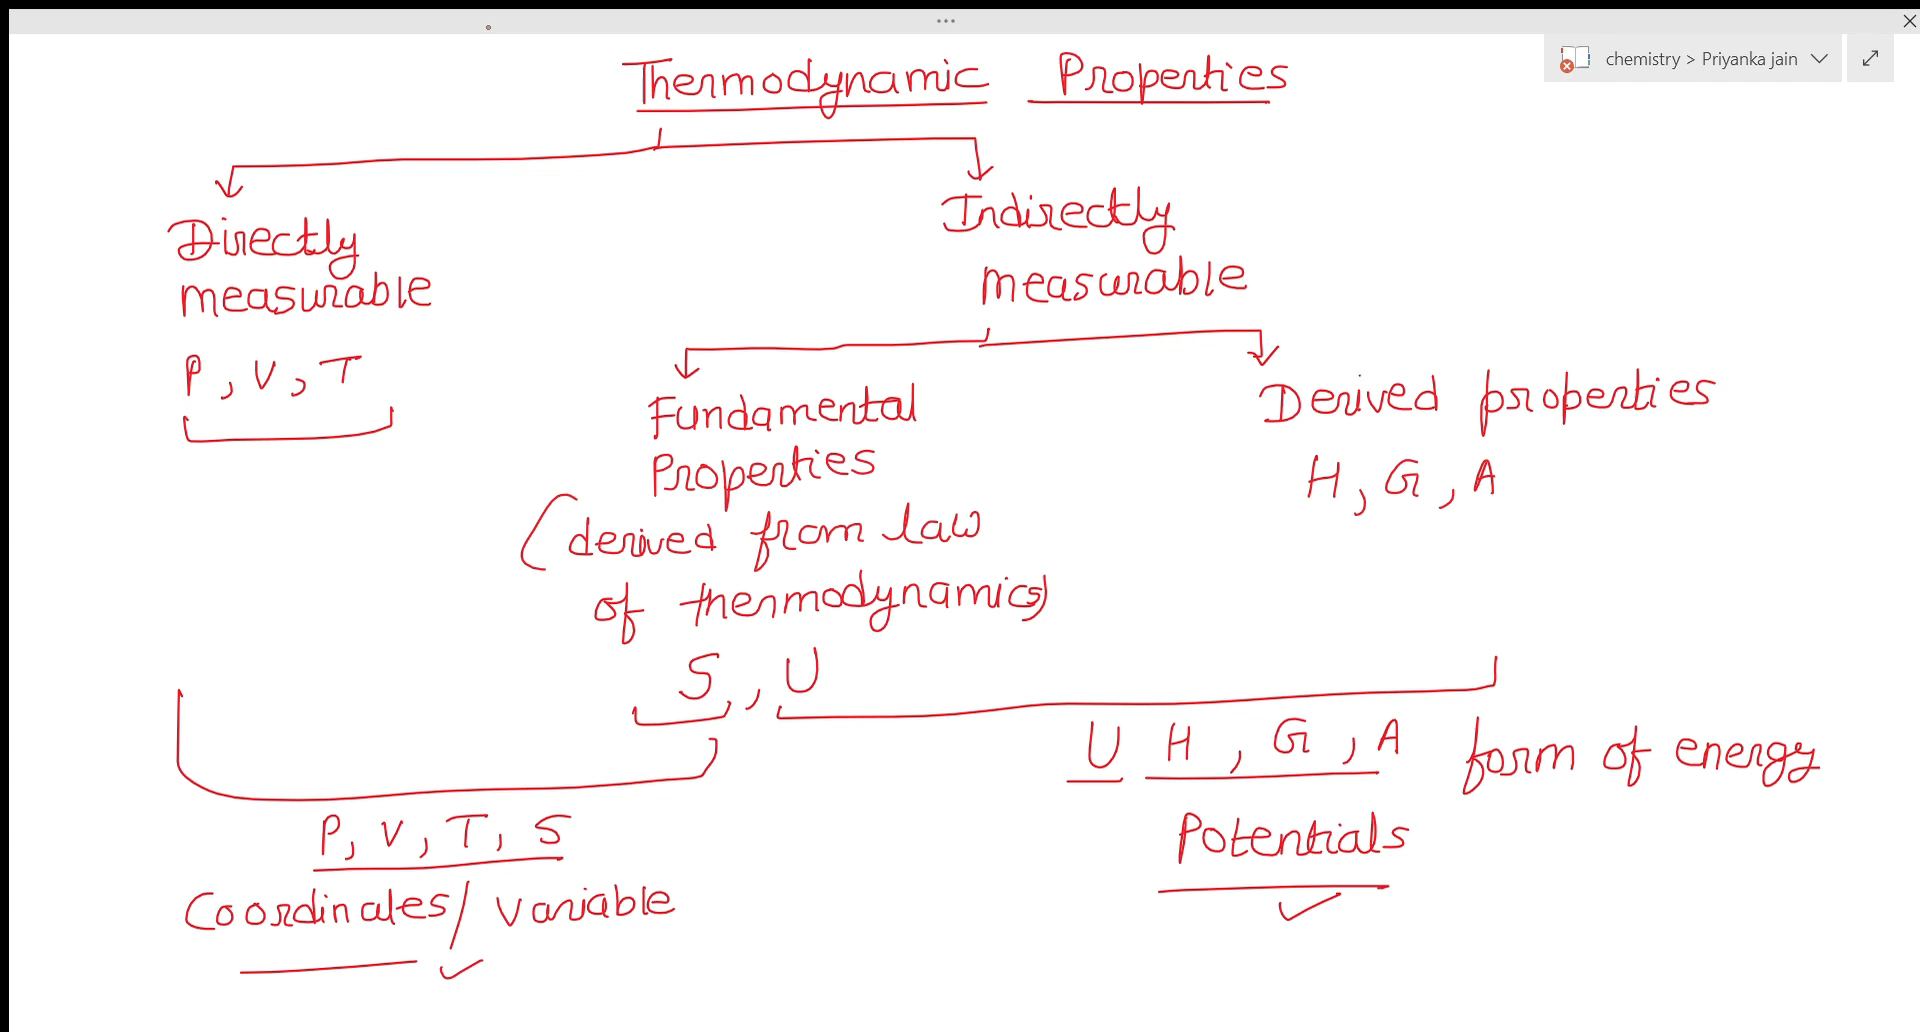 chemistry > Priyanka jain
Thermodynamic Properties
Directly
measurable
P, V, T
Indirectly
measurable
Fundamental
Properties
(derived from law
of thermodynamics)
S, U
Derived properties
H, G, A
P, V, T, S
Coordinates/variable
U H, G, A form of energy
Potentials